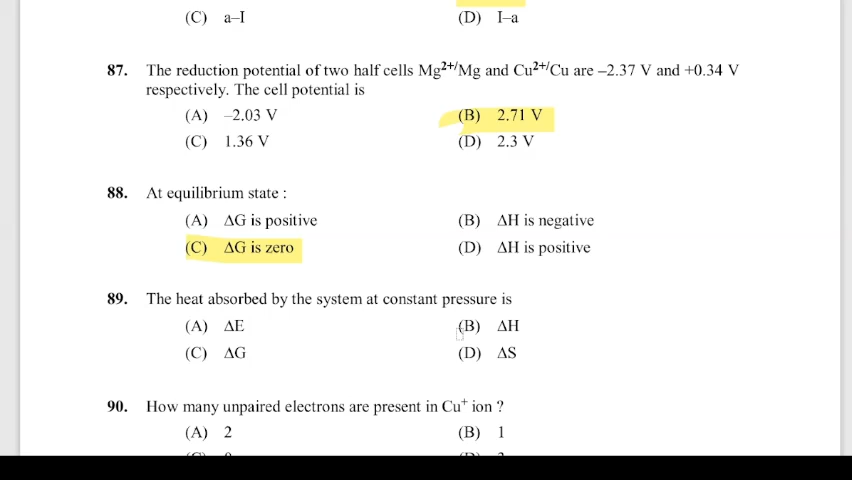 (C) a–I (D) I–a
87. The reduction potential of two half cells Mg²⁺/Mg and Cu²⁺/Cu are –2.37 V and +0.34 V
respectively. The cell potential is
(A) –2.03 V (B) 2.71 V
(C) 1.36 V (D) 2.3 V
88. At equilibrium state :
(A) ΔG is positive (B) ΔH is negative
(C) ΔG is zero (D) ΔH is positive
89. The heat absorbed by the system at constant pressure is
(A) ΔE (B) ΔH
(C) ΔG (D) ΔS
90. How many unpaired electrons are present in Cu⁺ ion ?
(A) 2 (B) 1